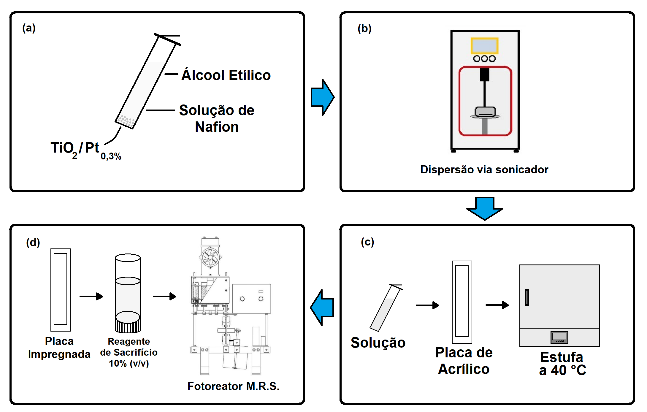 (a)
Álcool Etílico
Solução de
Nafion
TiO2/Pt0,3%
(b)
Dispersão via sonicador
(c)
Solução
Placa de
Acrílico
Estufa
a 40 °C
(d)
Placa
Impregnada
Reagente
de Sacrifício
10% (v/v)
Fotoreator M.R.S.